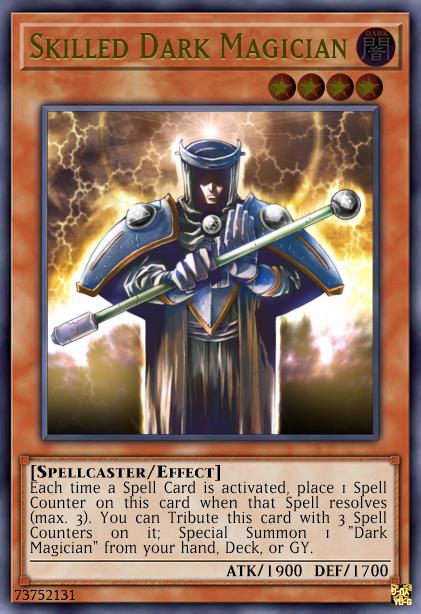 Skilled Dark Magician
DARK
闇
[Spellcaster/Effect]
Each time a Spell Card is activated, place 1 Spell
Counter on this card when that Spell resolves
(max. 3). You can Tribute this card with 3 Spell
Counters on it; Special Summon 1 "Dark
Magician" from your hand, Deck, or GY.
ATK/1900 DEF/1700
73752131